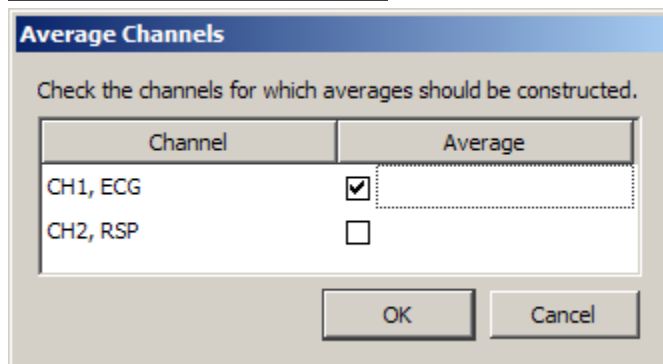 Average Channels
Check the channels for which averages should be constructed.
Channel Average
CH1, ECG
CH2, RSP
OK Cancel